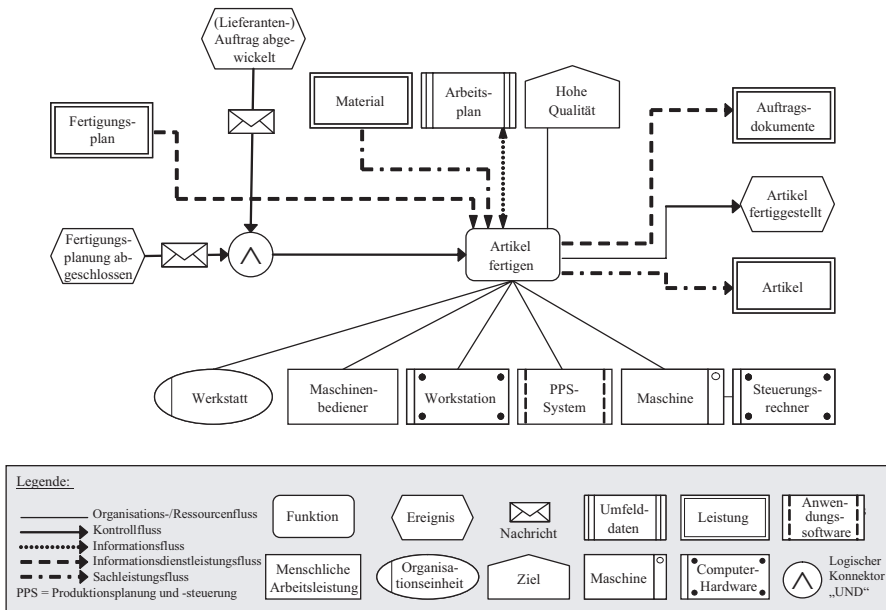 (Lieferanten-)
Auftrag abge-
wickelt
Fertigungs-
plan
Material
Arbeits-
plan
Hohe
Qualität
Auftrags-
dokumente
Artikel
fertiggestellt
Fertigungs-
planung ab-
geschlossen
Artikel
fertigen
Artikel
Werkstatt
Maschinen-
bediener
Workstation
PPS-
System
Maschine
Steuerungs-
rechner
Legende:
Organisations-/Ressourcenfluss
Kontrollfluss
Informationsfluss
Informationsdienstleistungsfluss
Sachleistungsfluss
PPS = Produktionsplanung und -steuerung
Funktion
Ereignis
Nachricht
Umfeld-
daten
Leistung
Anwen-
dungs-
software
Menschliche
Arbeitsleistung
Organisa-
tionseinheit
Ziel
Maschine
Computer-
Hardware
Logischer
Konnektor
„UND“